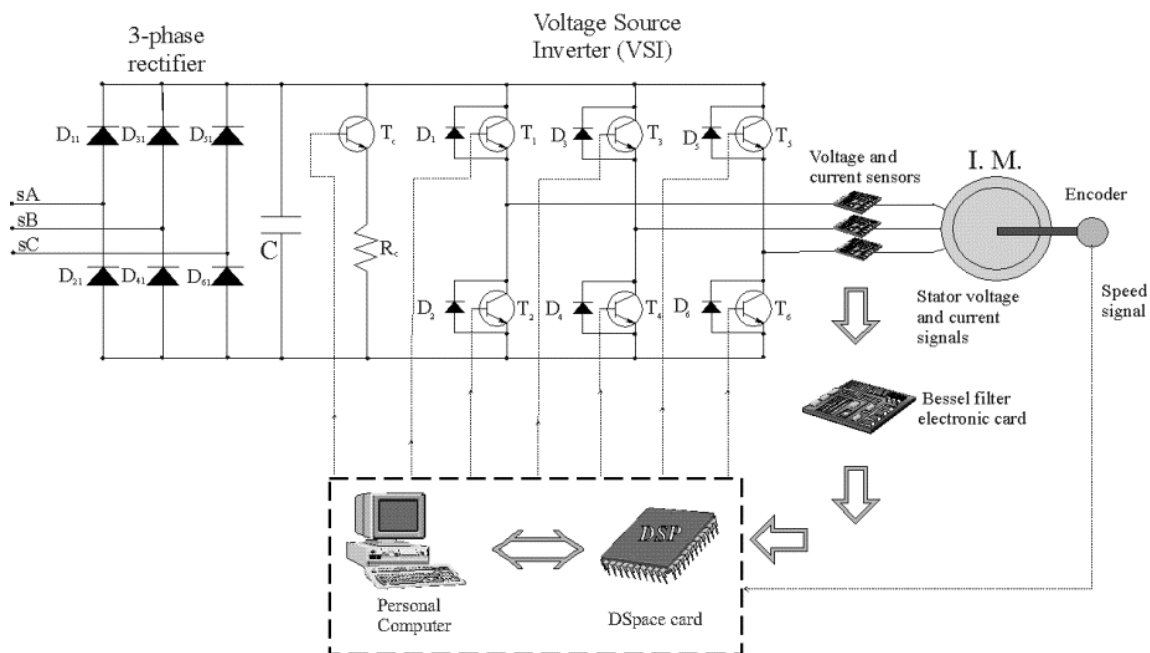 3-phase
rectifier
Voltage Source
Inverter (VSI)
D11
D31
D51
Tc
D1
T1
D3
T3
D5
T5
Voltage and
current sensors
I. M.
Encoder
sA
sB
sC
C
Rc
D21
D41
D61
D2
T2
D4
T4
D6
T6
Stator voltage
and current
signals
Speed
signal
Bessel filter
electronic card
DSP
Personal
Computer
DSpace card